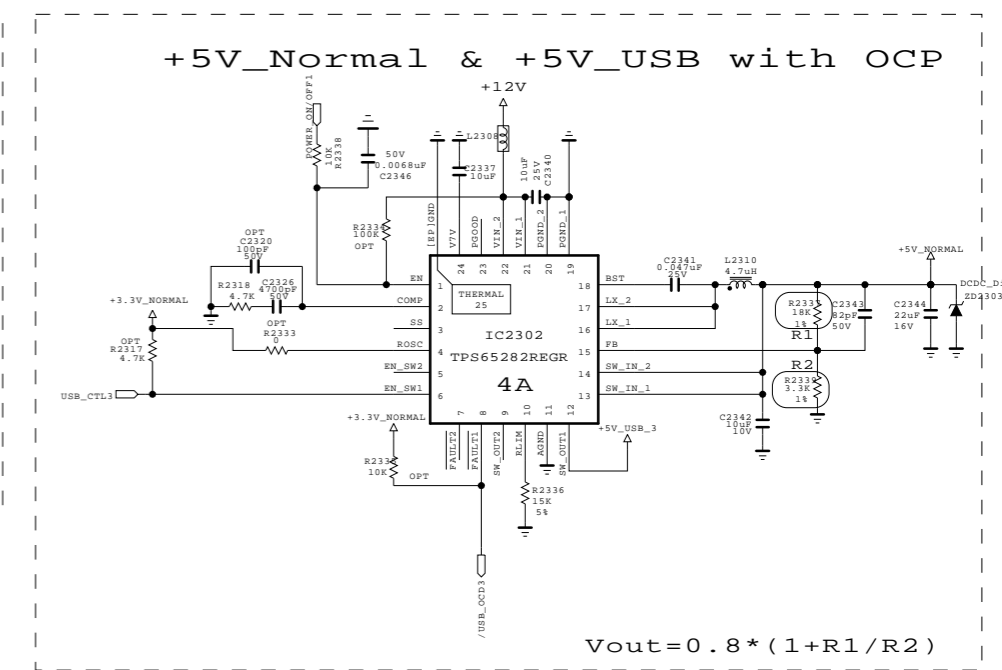 +5V_Normal & +5V_USB with OCP
+12V
POWER_ON/OFF1
10K
R2338
50V
0.0068uF
C2346
L2308
C2337
10uF
10uF
25V
C2340
R2334
100K
OPT
[EP]GND
V7V
PGOOD
VIN_2
VIN_1
PGND_2
PGND_1
24
23
22
21
20
19
OPT
C2320
100pF
50V
R2318
4.7K
C2326
4700pF
50V
+3.3V_NORMAL
OPT
R2333
0
OPT
R2317
4.7K
USB_CTL3
EN
COMP
SS
ROSC
EN_SW2
EN_SW1
1
2
3
4
5
6
THERMAL
25
IC2302
TPS65282REGR
4A
18
17
16
15
14
13
BST
LX_2
LX_1
FB
SW_IN_2
SW_IN_1
C2341
0.047uF
25V
L2310
4.7uH
+5V_NORMAL
18K
1%
R1
C2343
82pF
50V
C2344
22uF
16V
ZD2303
R2
R2339
3.3K
1%
C2342
10uF
10V
7
8
9
10
11
12
FAULT2
FAULT1
SW_OUT2
RLIM
AGND
SW_OUT1
+3.3V_NORMAL
10K
OPT
+5V_USB_3
R2336
15K
5%
/USB_OCD3
Vout=0.8*(1+R1/R2)